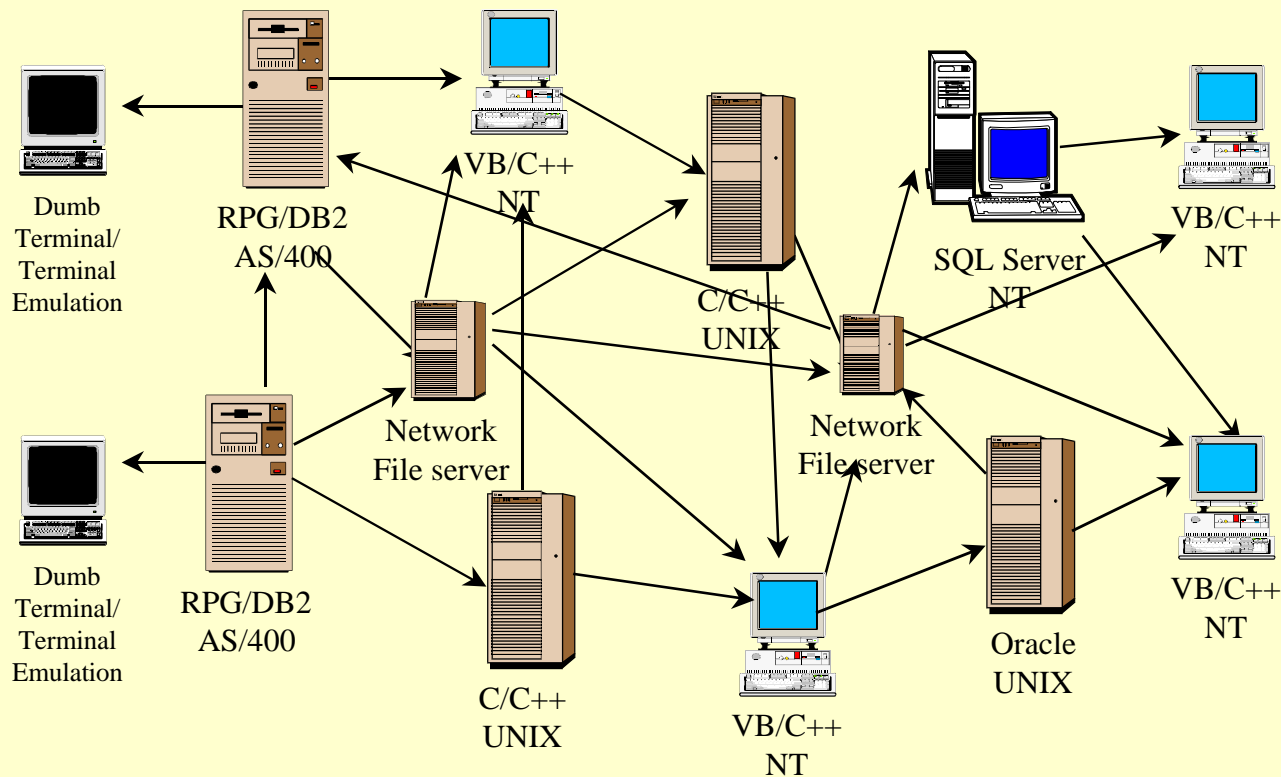 VB/C++
NT
Dumb
Terminal/
Terminal
Emulation
RPG/DB2
AS/400
C/C++
UNIX
SQL Server
NT
VB/C++
NT
Network
File server
Network
File server
Dumb
Terminal/
Terminal
Emulation
RPG/DB2
AS/400
C/C++
UNIX
VB/C++
NT
Oracle
UNIX
VB/C++
NT